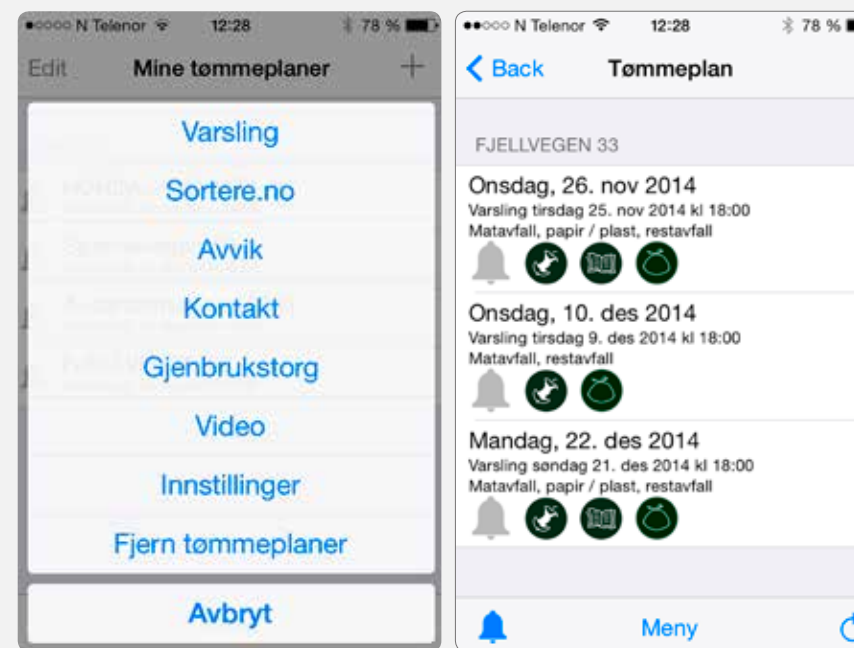 N Telenor 12:28 78 %
Edit Mine tømmeplaner +
Varsling
Sortere.no
Avvik
Kontakt
Gjenbrukstorg
Video
Innstillinger
Fjern tømmeplaner
Avbryt
N Telenor 12:28 78 %
Back Tømmeplan
FJELLVEGEN 33
Onsdag, 26. nov 2014
Varsling tirsdag 25. nov 2014 kl 18:00
Matavfall, papir / plast, restavfall
Onsdag, 10. des 2014
Varsling tirsdag 9. des 2014 kl 18:00
Matavfall, restavfall
Mandag, 22. des 2014
Varsling søndag 21. des 2014 kl 18:00
Matavfall, papir / plast, restavfall
Meny